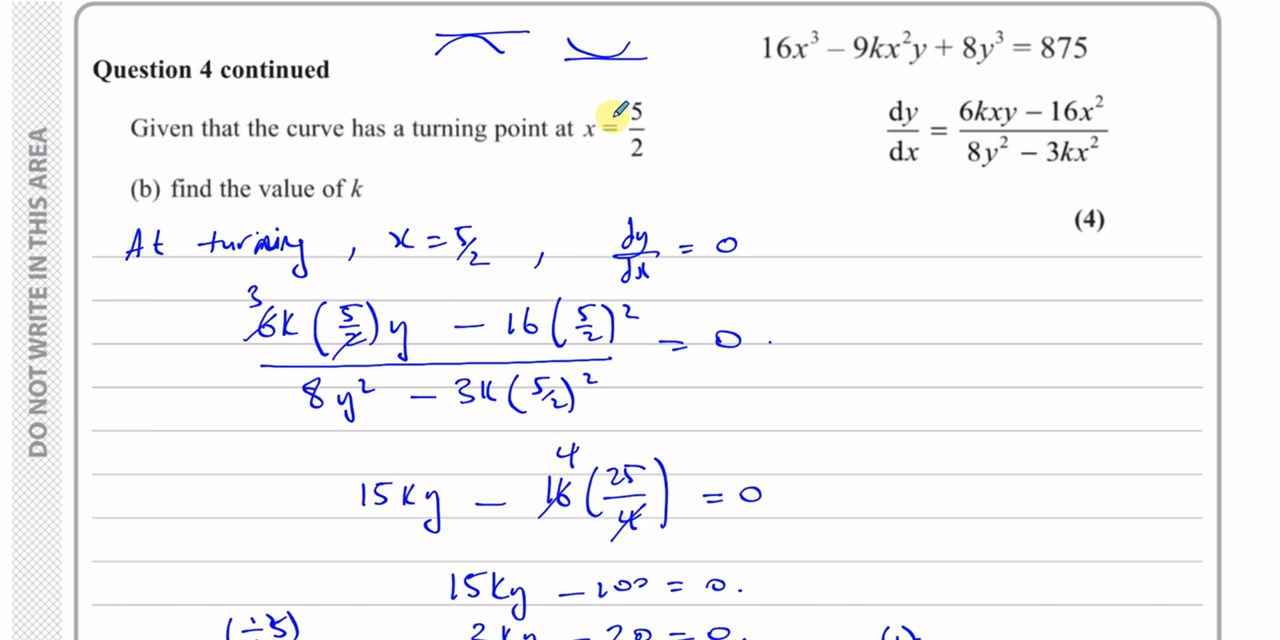 16x³ – 9kx²y + 8y³ = 875
Question 4 continued
Given that the curve has a turning point at x = 5/2
dy/dx = (6kxy – 16x²)/(8y² – 3kx²)
(b) find the value of k
(4)
DO NOT WRITE IN THIS AREA
At turning, x = 5/2, dy/dx = 0
3
(6k(5/2)y – 16(5/2)²)/(8y² – 3k(5/2)²) = 0.
4
15ky – 16(25/4) = 0
15ky – 100 = 0.
(÷5)